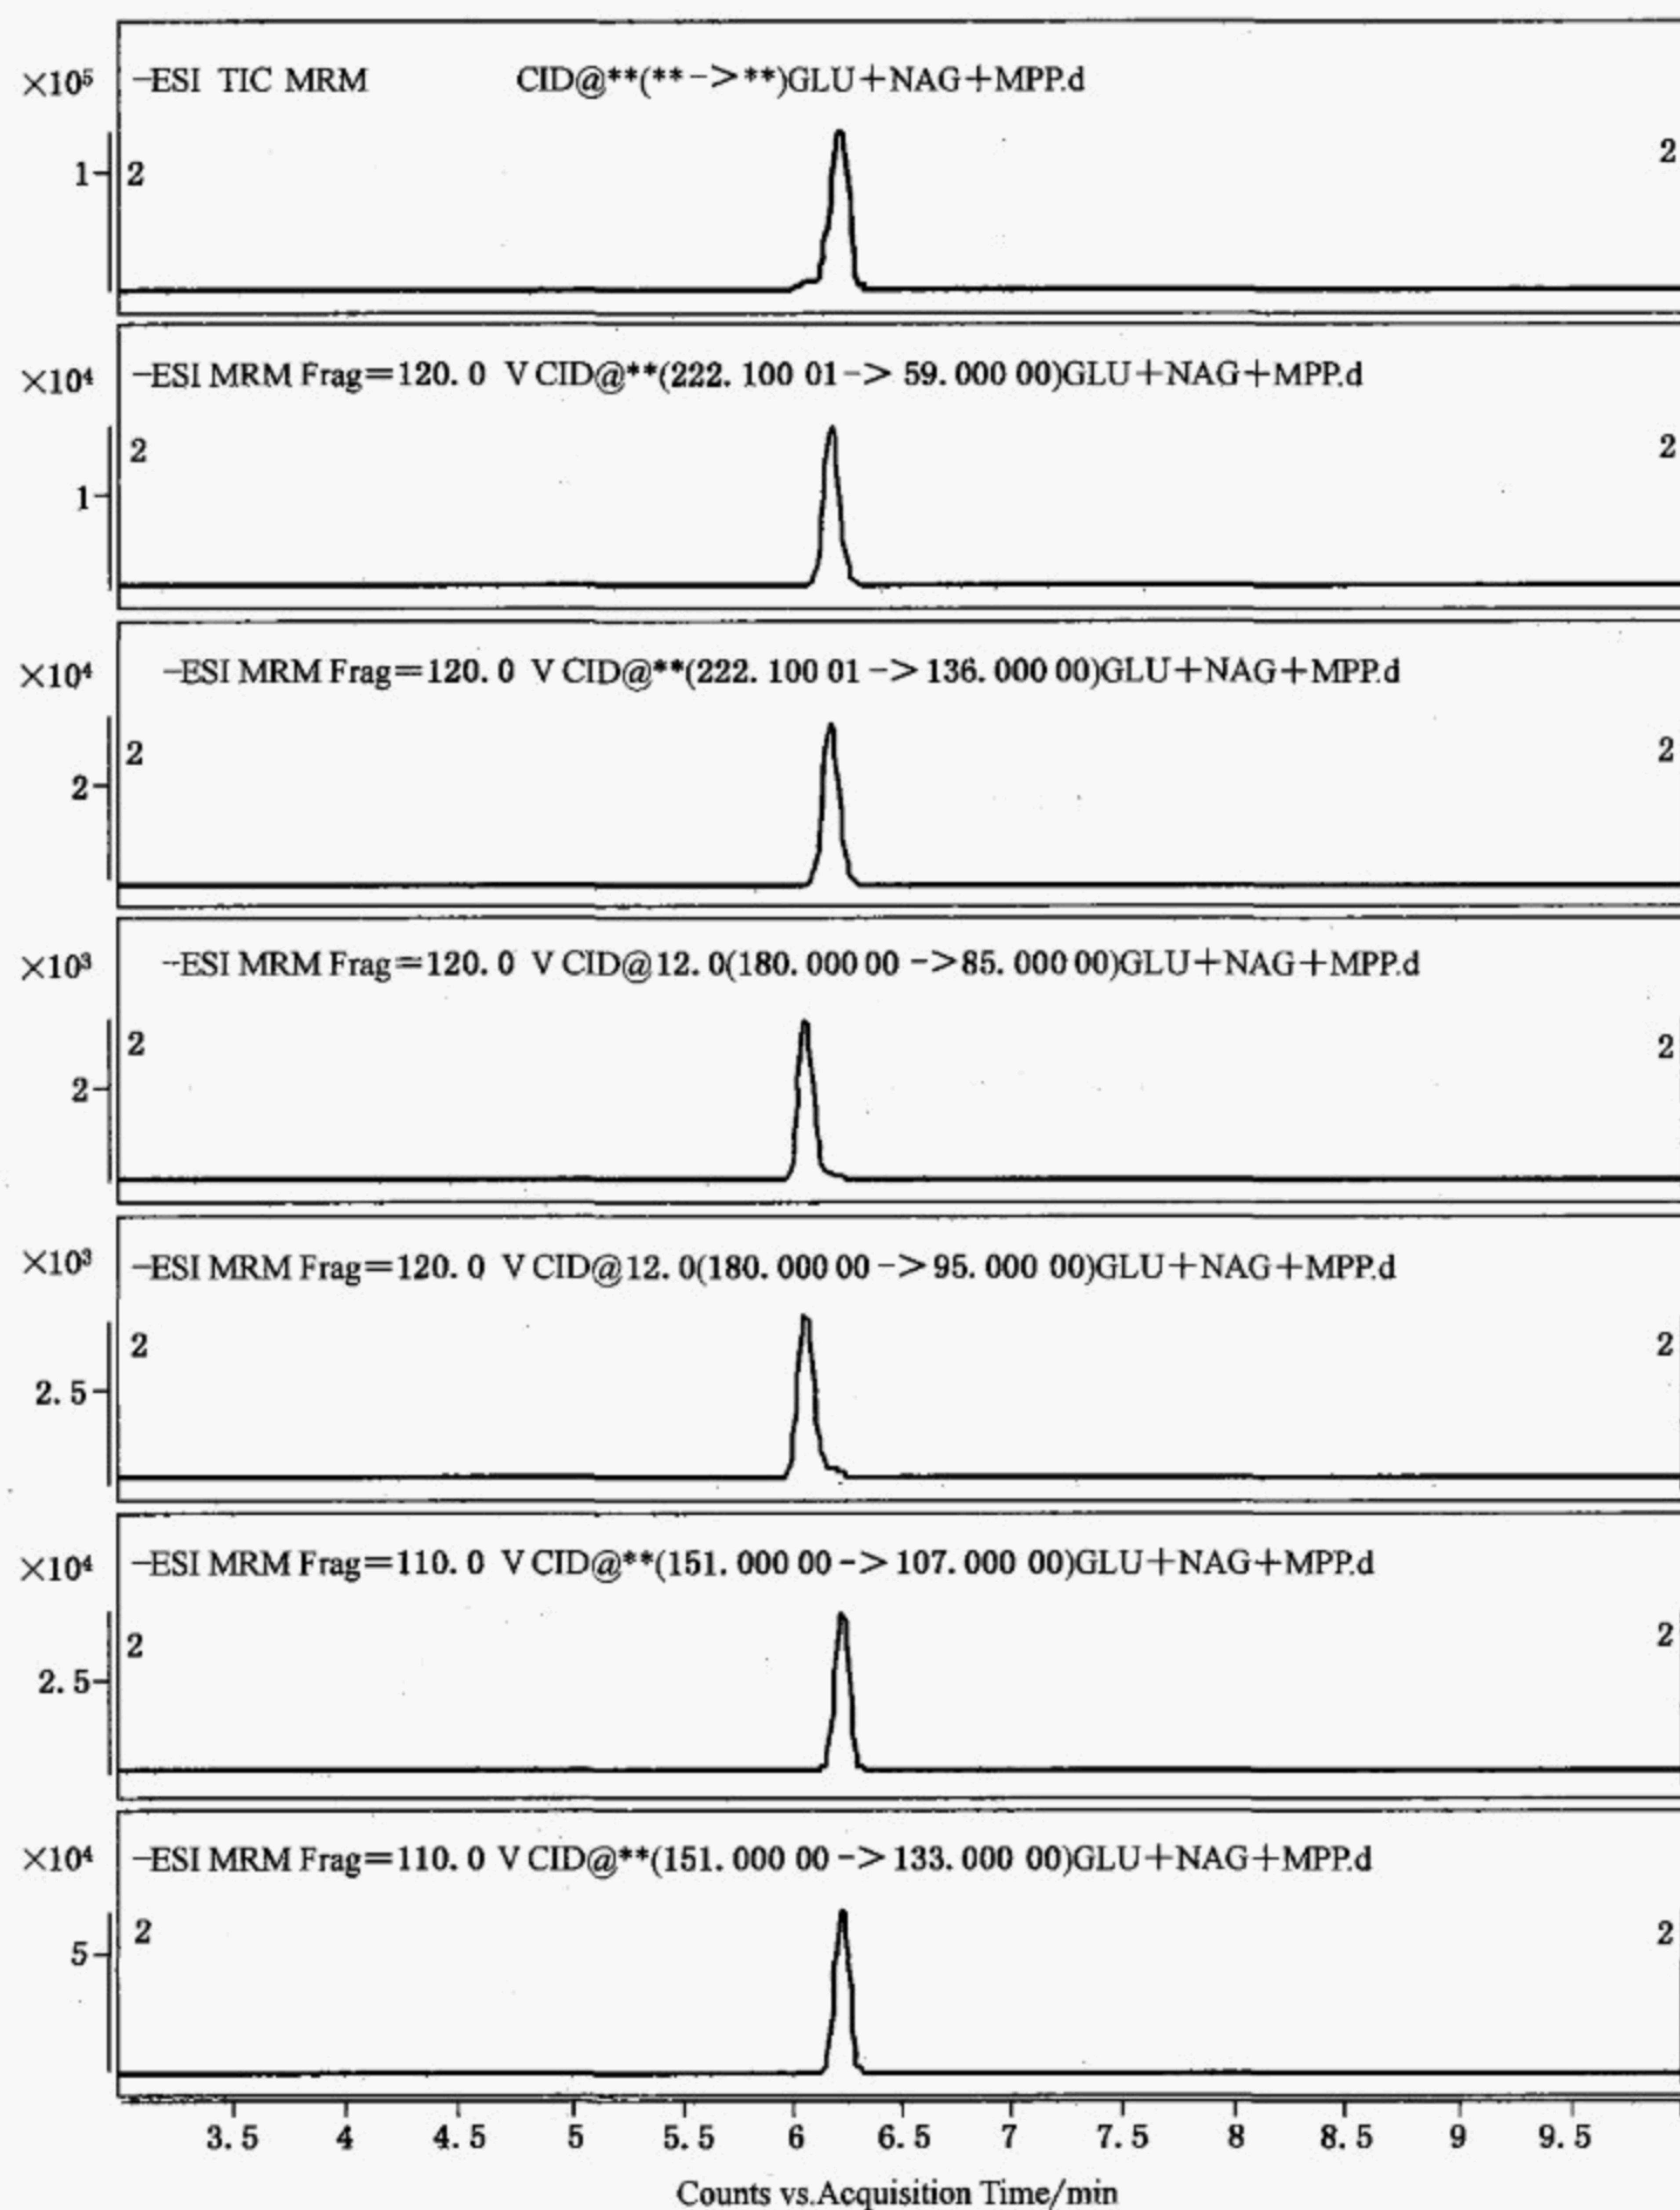 ×10⁵ −ESI TIC MRM CID@**(**->**)GLU+NAG+MPP.d
2
1 2
×10⁴ −ESI MRM Frag=120. 0 V CID@**(222. 100 01-> 59. 000 00)GLU+NAG+MPP.d
2 2
1
×10⁴ −ESI MRM Frag=120. 0 V CID@**(222. 100 01 -> 136. 000 00)GLU+NAG+MPP.d
2 2
2
×10³ --ESI MRM Frag=120. 0 V CID@12. 0(180. 000 00 ->85. 000 00)GLU+NAG+MPP.d
2 2
2
×10³ −ESI MRM Frag=120. 0 V CID@12. 0(180. 000 00 -> 95. 000 00)GLU+NAG+MPP.d
2 2
2. 5
×10⁴ −ESI MRM Frag=110. 0 V CID@**(151. 000 00 -> 107. 000 00)GLU+NAG+MPP.d
2 2
2. 5
×10⁴ −ESI MRM Frag=110. 0 V CID@**(151. 000 00 -> 133. 000 00)GLU+NAG+MPP.d
2 2
5
3. 5 4 4. 5 5 5. 5 6 6. 5 7 7. 5 8 8. 5 9 9. 5
Counts vs.Acquisition Time/min